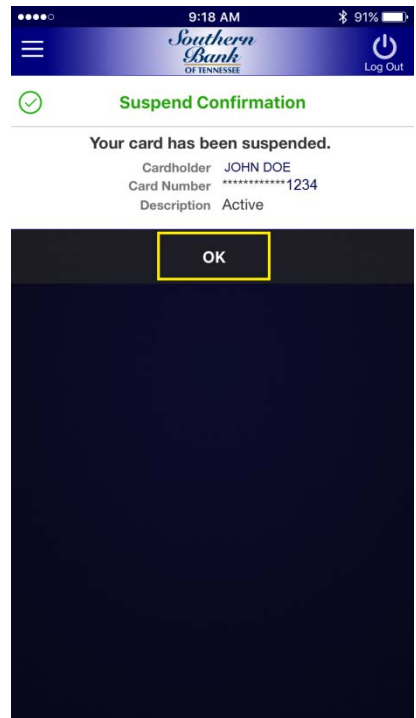 9:18 AM 91%
Southern
Bank
OF TENNESSEE
Log Out
Suspend Confirmation
Your card has been suspended.
Cardholder JOHN DOE
Card Number ************1234
Description Active
OK